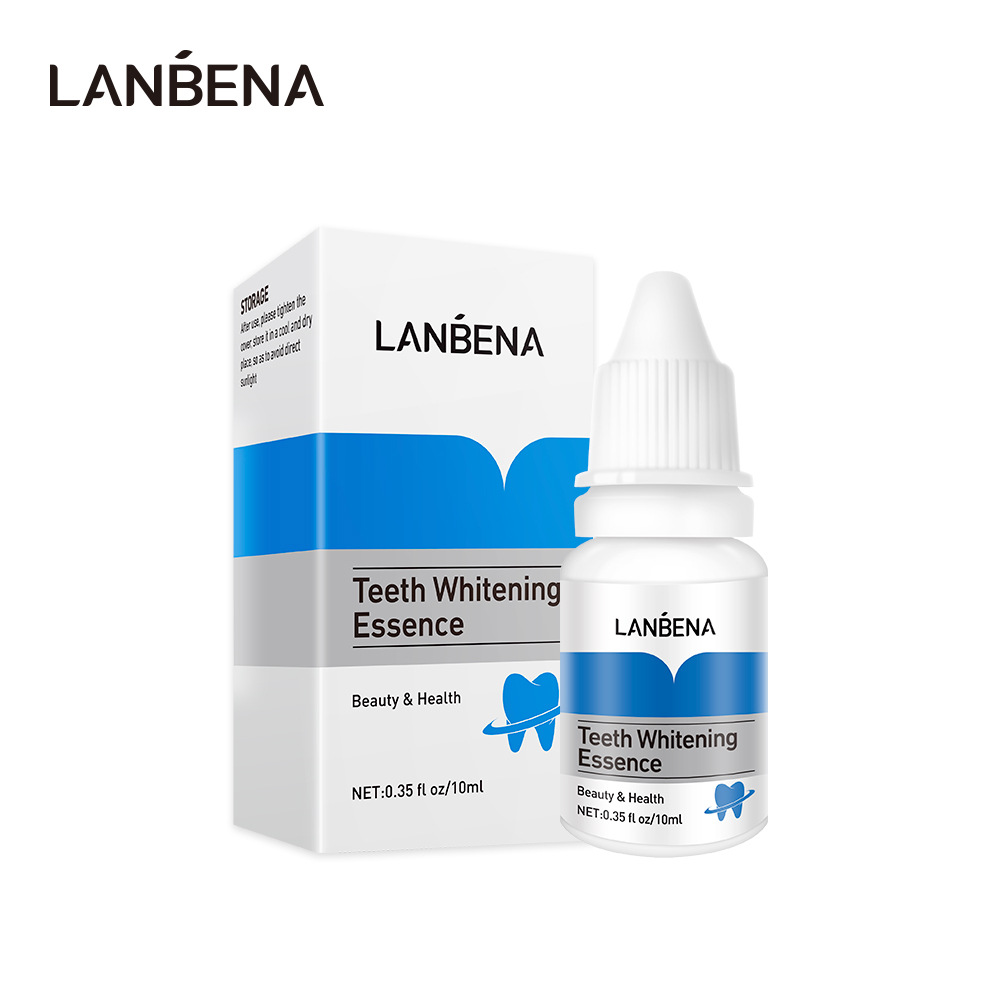 LANBENA
STORAGE
After use, please tighten the
cover, store it in a cool and dry
place, so as to avoid direct
sunlight
LANBENA
Teeth Whitening
Essence
Beauty & Health
NET:0.35 fl oz/10ml
LANBENA
Teeth Whitening
Essence
Beauty & Health
NET:0.35 fl oz/10ml